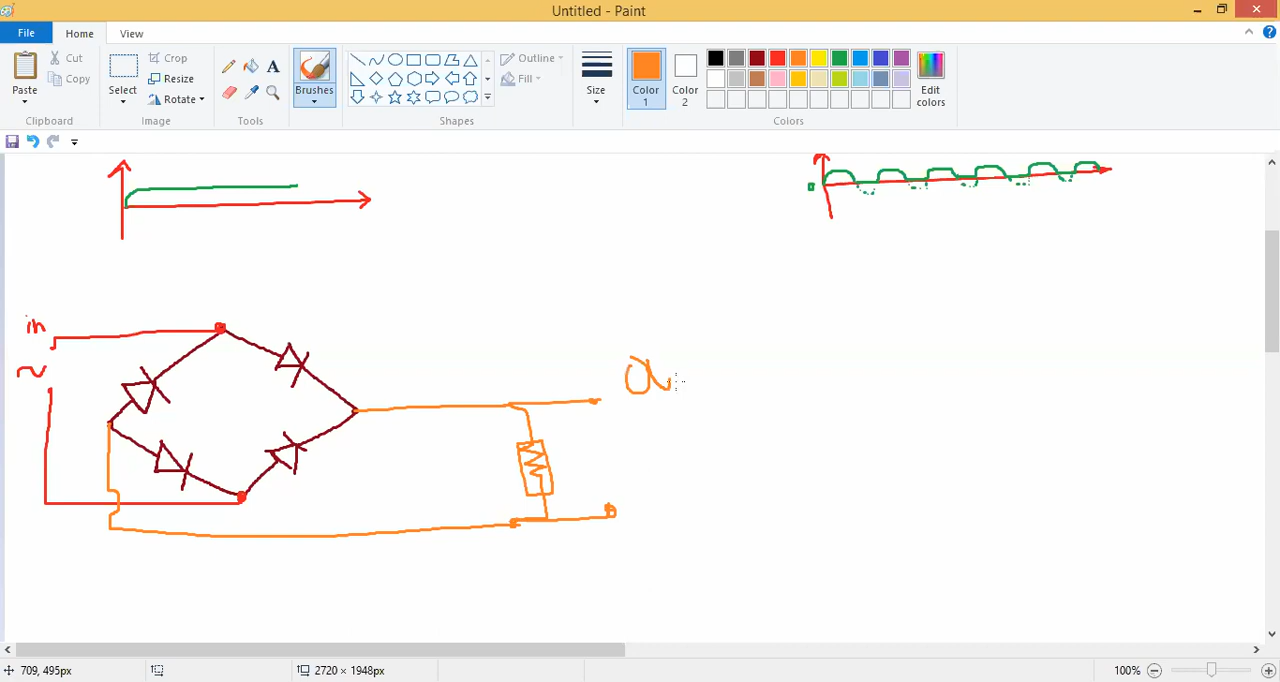 Untitled - Paint
File Home View
Paste
Cut
Copy
Clipboard
Select
Crop
Resize
Rotate
Image
Tools
Brushes
Shapes
Outline
Fill
Size
Color 1
Color 2
Edit colors
Colors
in
709, 495px
2720 × 1948px
100%